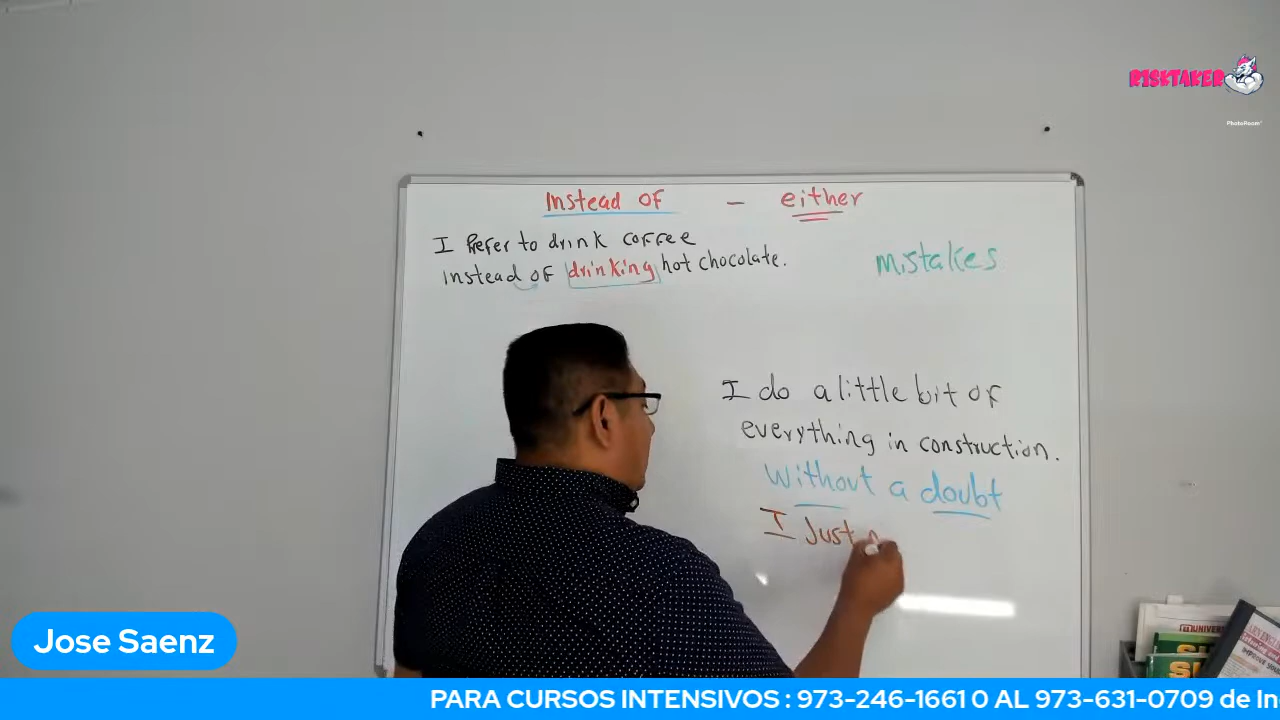 RISKTAKER
PhotoRoom
Instead of - either
I Prefer to drink coffee
instead of drinking hot chocolate.
mistakes
I do a little bit of
everything in construction.
Without a doubt
I Just
Jose Saenz
PARA CURSOS INTENSIVOS : 973-246-1661 O AL 973-631-0709 de In